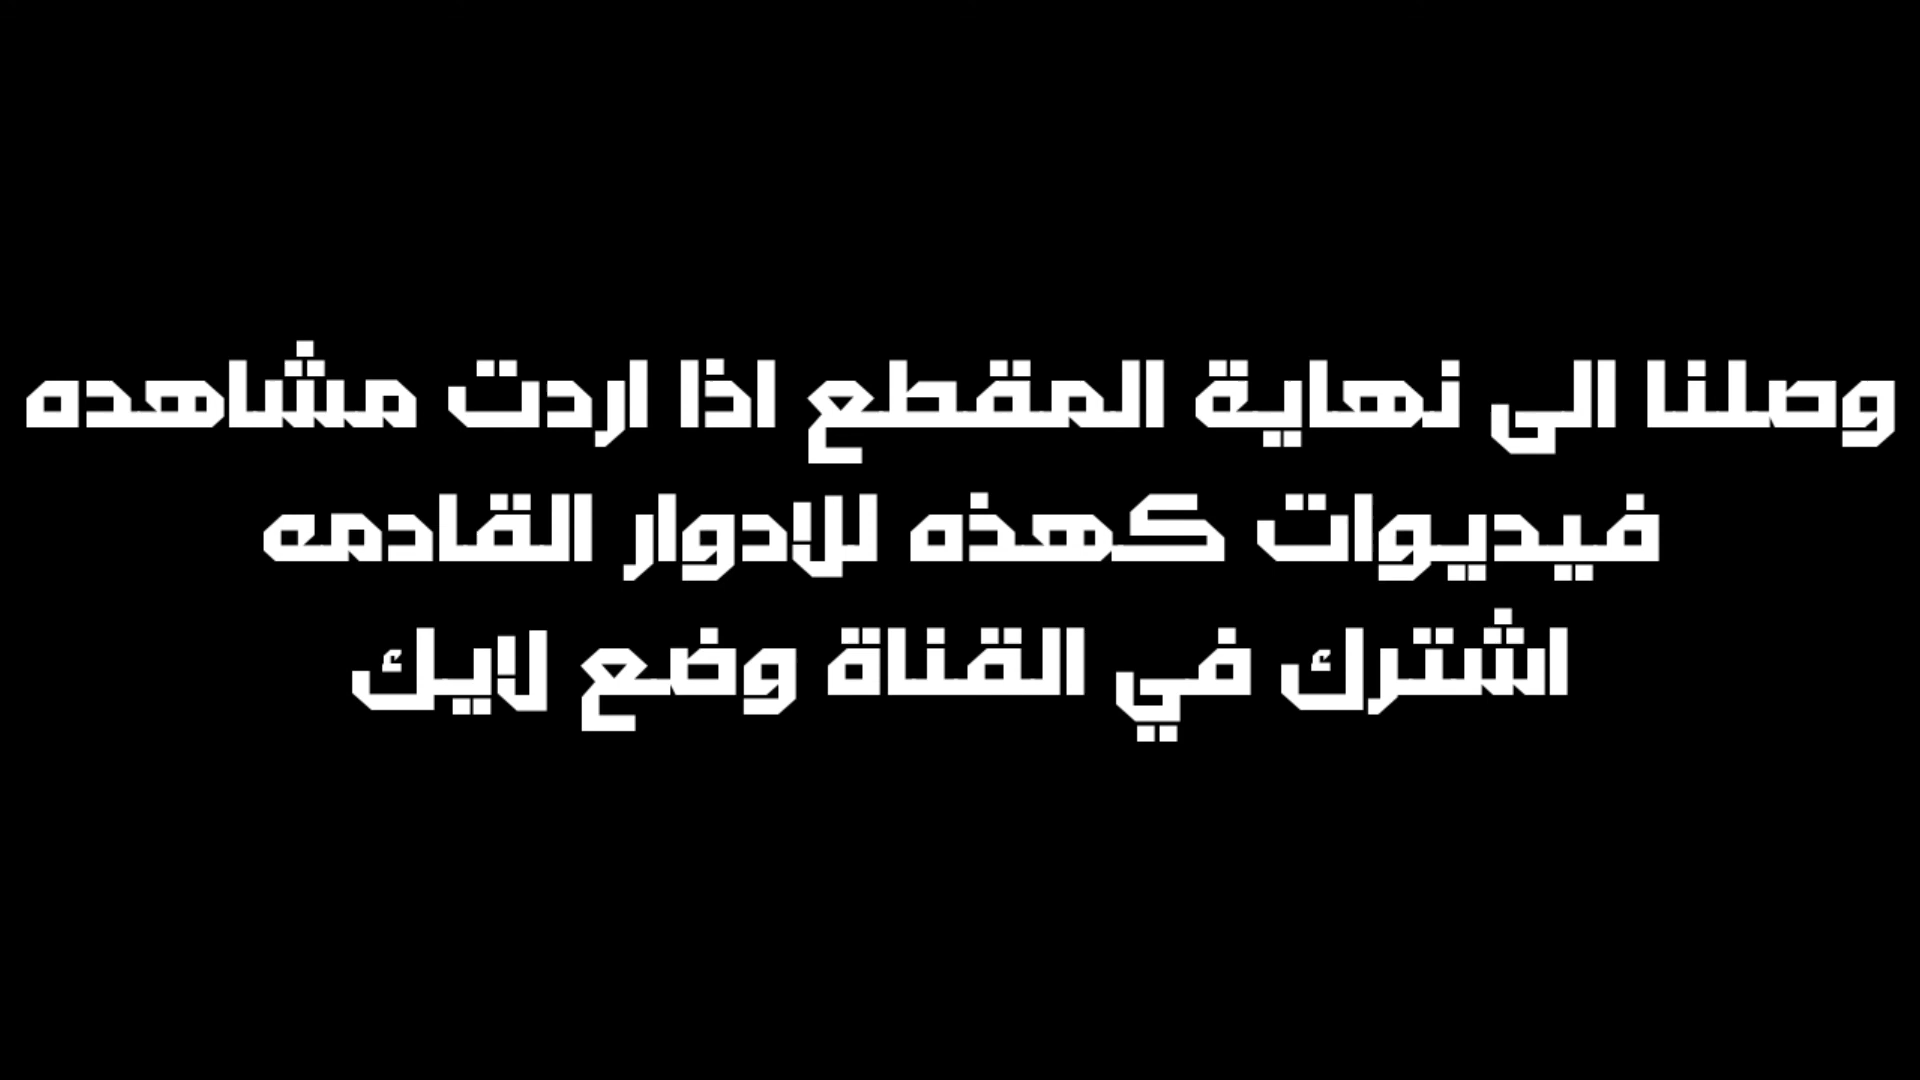 وصلنا الى نهاية المقطع اذا اردت مشاهده
فيديوات كهذه للادوار القادمه
اشترك في القناة وضع لايك